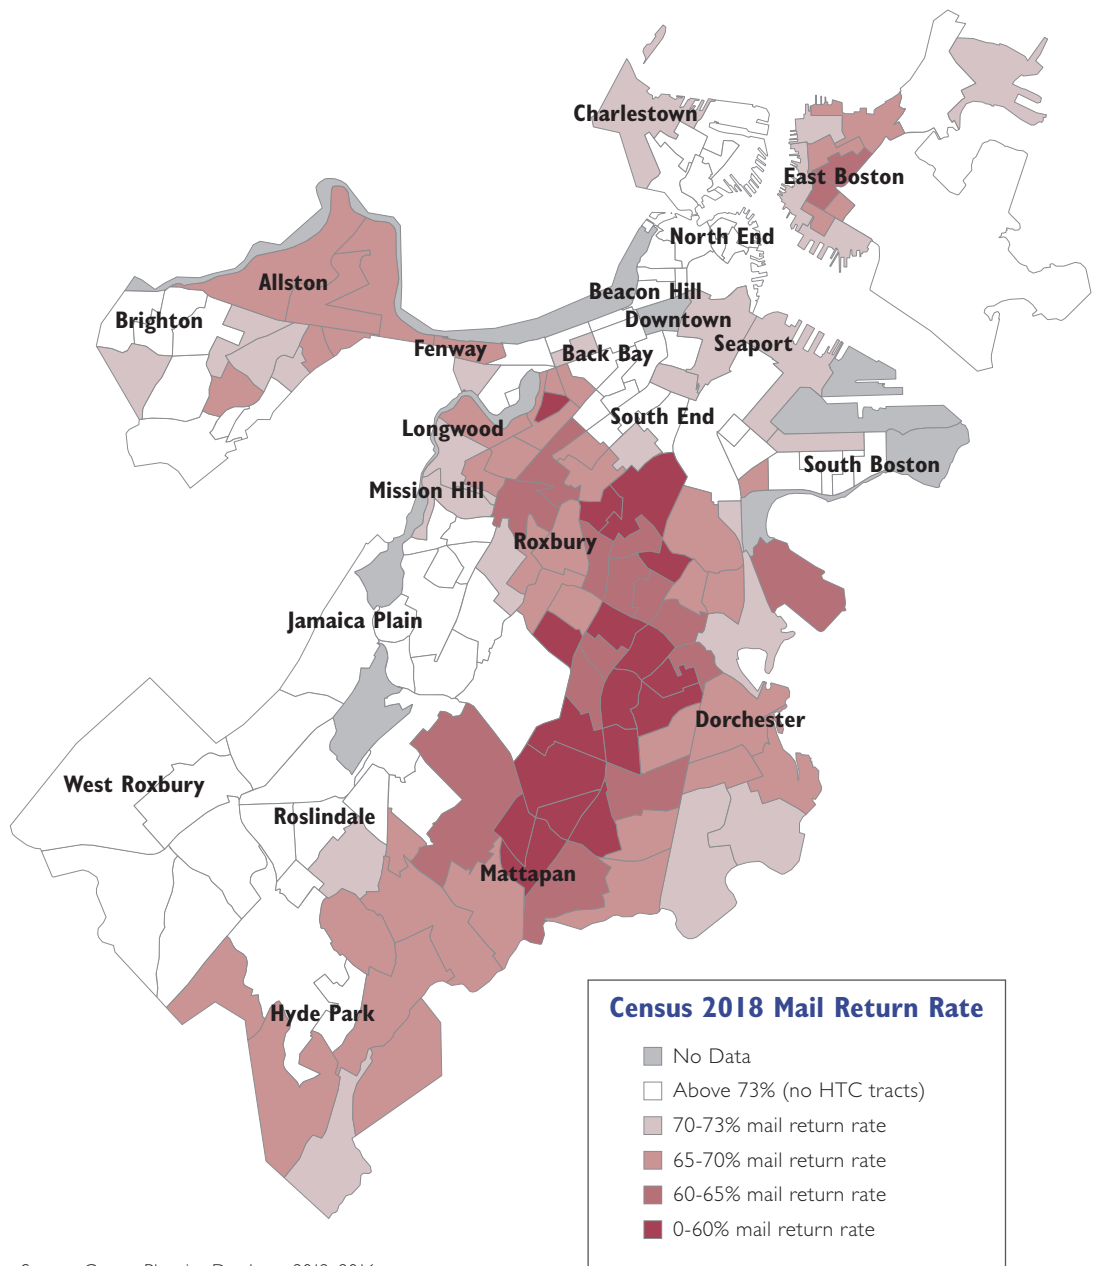 Charlestown
East Boston
North End
Allston
Beacon Hill
Brighton
Downtown
Seaport
Fenway
Back Bay
South End
Longwood
South Boston
Mission Hill
Roxbury
Jamaica Plain
Dorchester
West Roxbury
Roslindale
Mattapan
Hyde Park
Census 2018 Mail Return Rate
No Data
Above 73% (no HTC tracts)
70-73% mail return rate
65-70% mail return rate
60-65% mail return rate
0-60% mail return rate